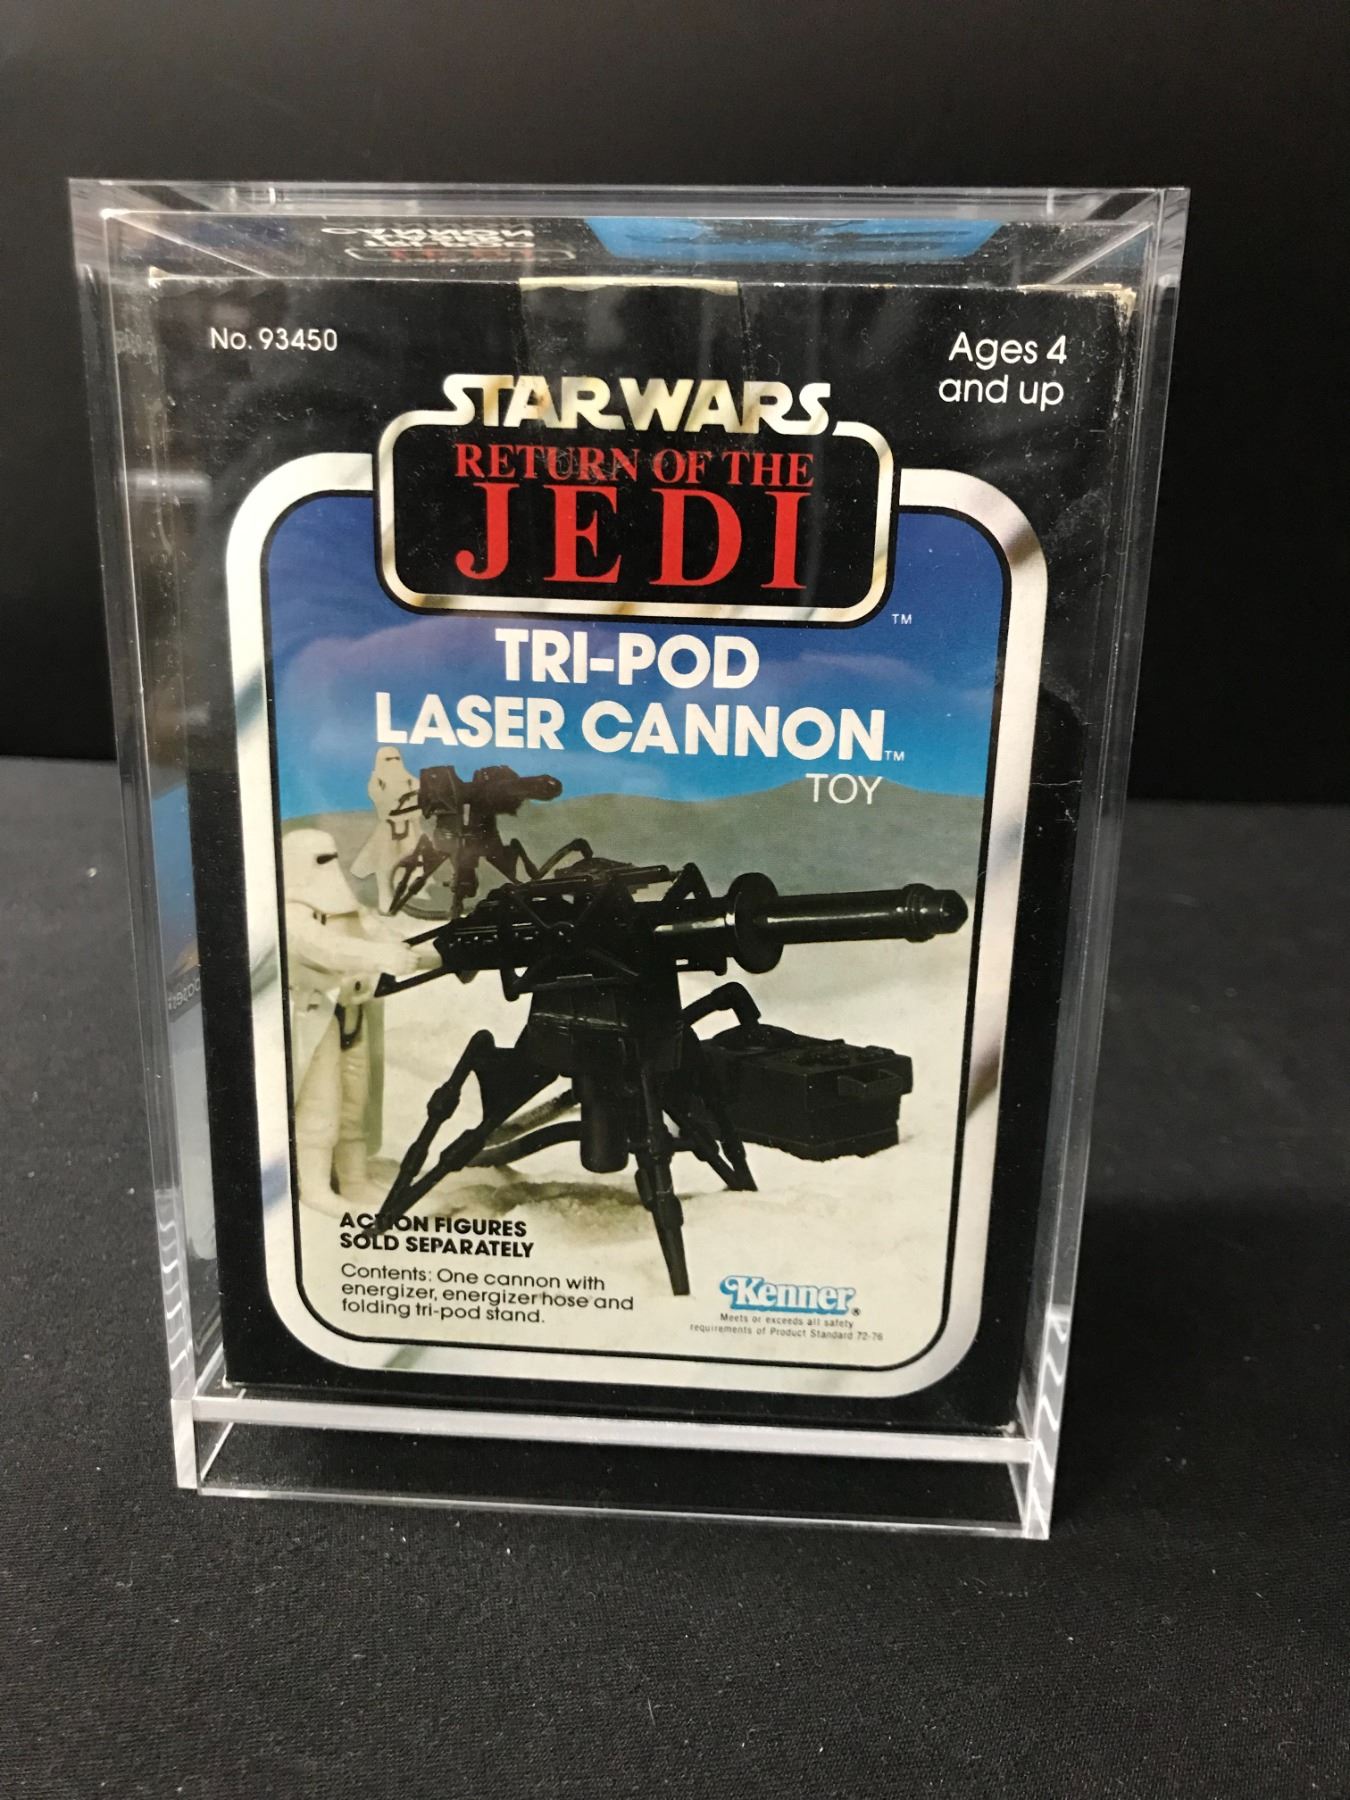 No. 93450
Ages 4
and up
STAR WARS
RETURN OF THE
JEDI
TM
TRI-POD
LASER CANNON
TM
TOY
ACTION FIGURES
SOLD SEPARATELY
Contents: One cannon with
energizer, energizer hose and
folding tri-pod stand.
Kenner®
Meets or exceeds all safety
requirements of Product Standard 72-76